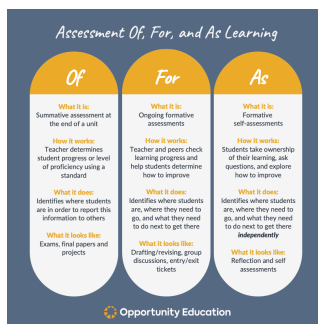 Assessment Of, For, and As Learning
Of
What it is:
Summative assessment at
the end of a unit
How it works:
Teacher determines
student progress or level
of proficiency using a
standard
What it does:
Identifies where students
are in order to report this
information to others
What it looks like:
Exams, final papers and
projects
For
What it is:
Ongoing formative
assessments
How it works:
Teacher and peers check
learning progress and
help students determine
how to improve
What it does:
Identifies where students
are, where they need to
go, and what they need
to do next to get there
What it looks like:
Drafting/revising, group
discussions, entry/exit
tickets
As
What it is:
Formative
self-assessments
How it works:
Students take ownership
of their learning, ask
questions, and explore
how to improve
What it does:
Identifies where students
are, where they need to
go, and what they need
to do next to get there
independently
What it looks like:
Reflection and self
assessments
Opportunity Education